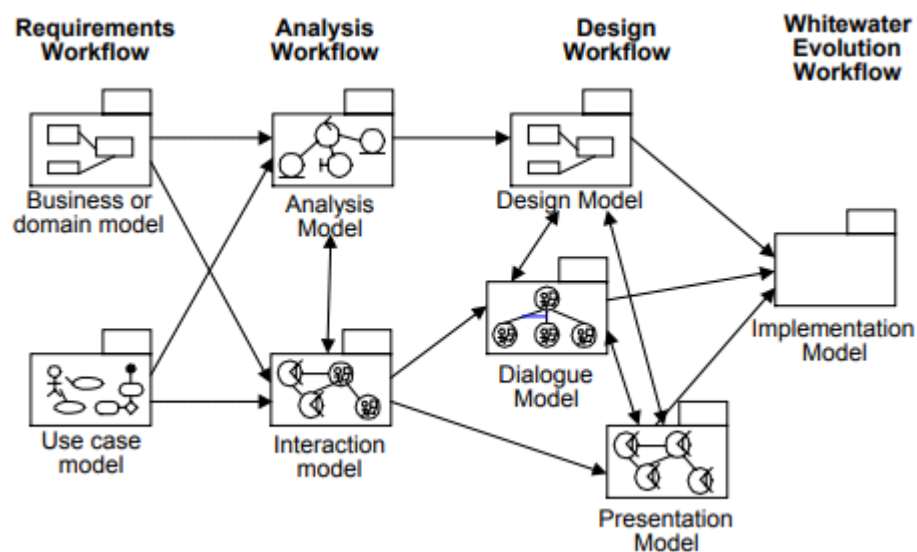 Requirements
Workflow
Analysis
Workflow
Design
Workflow
Whitewater
Evolution
Workflow
Business or
domain model
Analysis
Model
Design Model
Implementation
Model
Use case
model
Interaction
model
Dialogue
Model
Presentation
Model